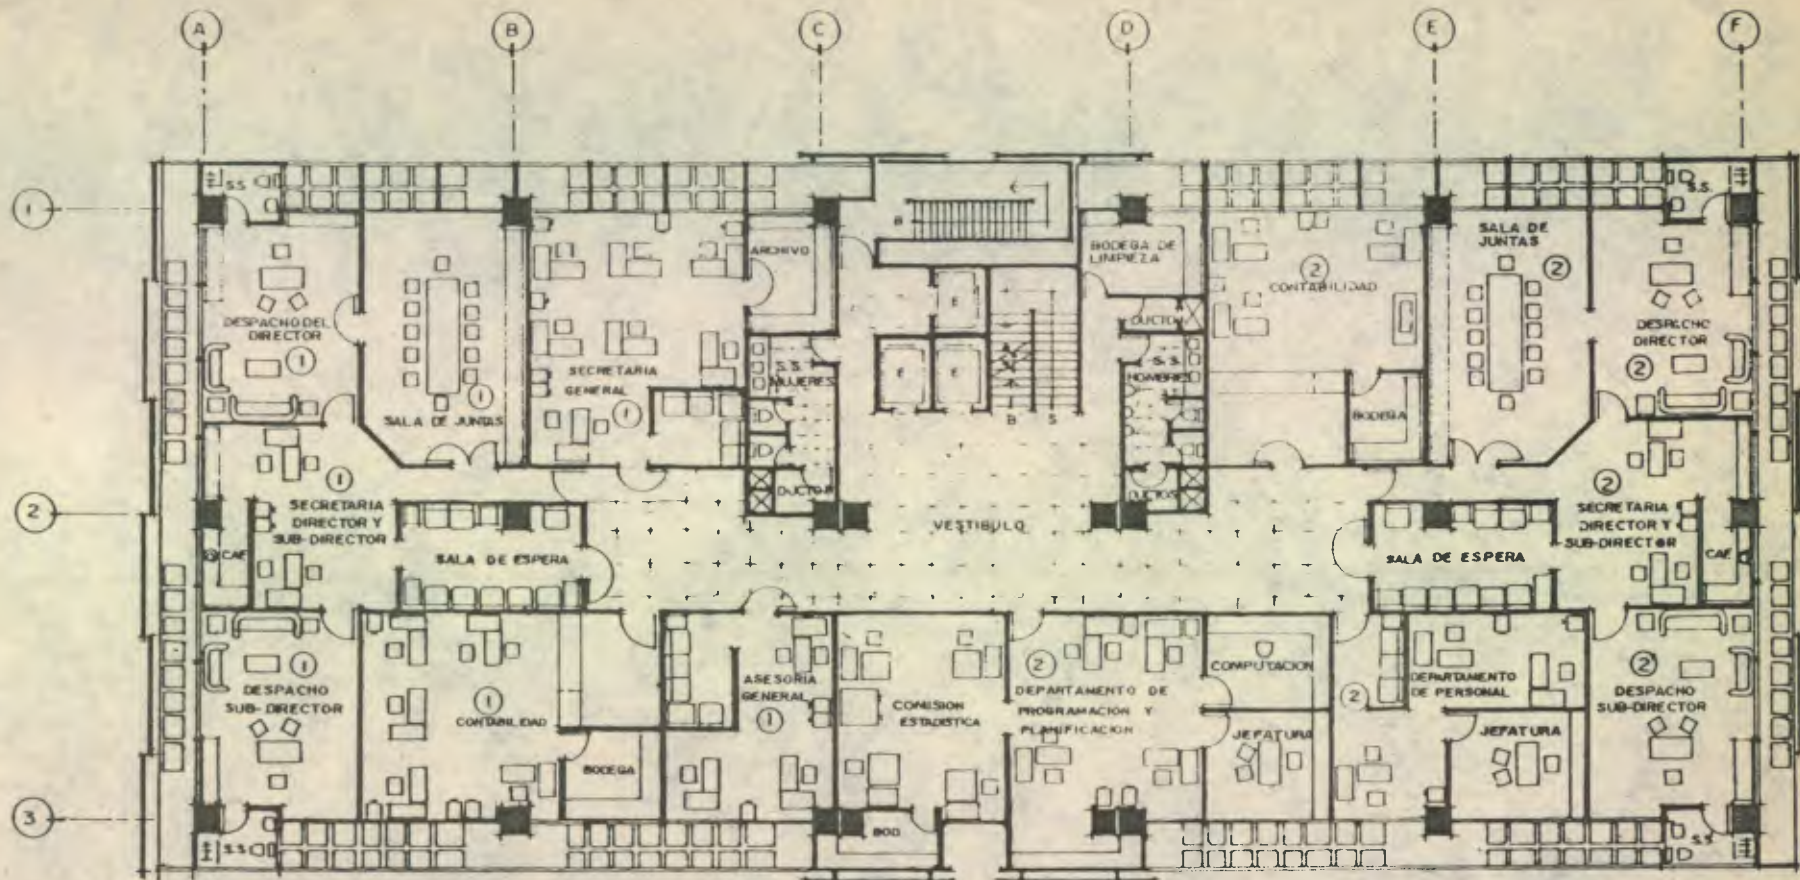 A
B
C
D
E
F
1
2
3
S.S.
S.S.
B
ARCHIVO
BODEGA DE
LIMPIEZA
SALA DE
JUNTAS
2
2
CONTABILIDAD
DESPACHO DEL
DIRECTOR
1
E
DUCTO
DESPACHO
DIRECTOR
2
SECRETARIA
GENERAL
1
S.S.
MUJERES
E
E
S.S.
HOMBRES
SALA DE JUNTAS
1
B
S
BODEGA
1
SECRETARIA
DIRECTOR Y
SUB-DIRECTOR
DUCTOS
VESTIBULO
DUCTOS
2
SECRETARIA
DIRECTOR Y
SUB-DIRECTOR
CAF.
SALA DE ESPERA
SALA DE ESPERA
CAF.
1
DESPACHO
SUB-DIRECTOR
1
CONTABILIDAD
ASESORIA
GENERAL
1
COMISION
ESTADISTICA
2
DEPARTAMENTO DE
PROGRAMACION Y
PLANIFICACION
COMPUTACION
2
DEPARTAMENTO
DE PERSONAL
2
DESPACHO
SUB-DIRECTOR
JEFATURA
JEFATURA
BODEGA
BOD.
S.S.
S.S.